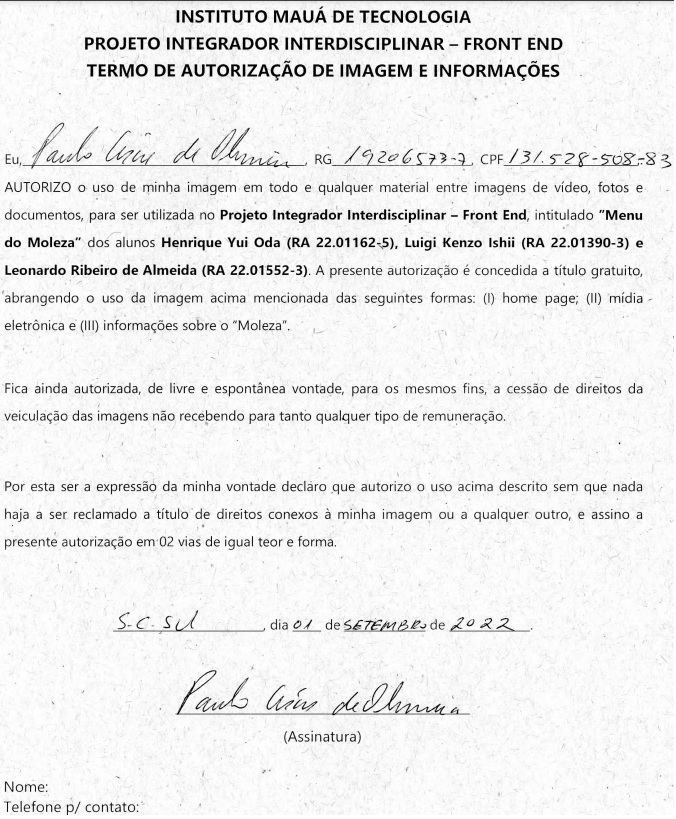 INSTITUTO MAUÁ DE TECNOLOGIA
PROJETO INTEGRADOR INTERDISCIPLINAR – FRONT END
TERMO DE AUTORIZAÇÃO DE IMAGEM E INFORMAÇÕES
Eu, Paulo de Oliveira, RG 19206573-7, CPF 131.528-508-83
AUTORIZO o uso de minha imagem em todo e qualquer material entre imagens de vídeo, fotos e
documentos, para ser utilizada no Projeto Integrador Interdisciplinar – Front End, intitulado "Menu
do Moleza" dos alunos Henrique Yui Oda (RA 22.01162-5), Luigi Kenzo Ishii (RA 22.01390-3) e
Leonardo Ribeiro de Almeida (RA 22.01552-3). A presente autorização é concedida a título gratuito,
abrangendo o uso da imagem acima mencionada das seguintes formas: (I) home page; (II) mídia
eletrônica e (III) informações sobre o "Moleza".
Fica ainda autorizada, de livre e espontânea vontade, para os mesmos fins, a cessão de direitos da
veiculação das imagens não recebendo para tanto qualquer tipo de remuneração.
Por esta ser a expressão da minha vontade declaro que autorizo o uso acima descrito sem que nada
haja a ser reclamado a título de direitos conexos à minha imagem ou a qualquer outro, e assino a
presente autorização em 02 vias de igual teor e forma.
S.C. SUL, dia 01 de SETEMBRO de 2022.
Paulo de Oliveira
(Assinatura)
Nome:
Telefone p/ contato: